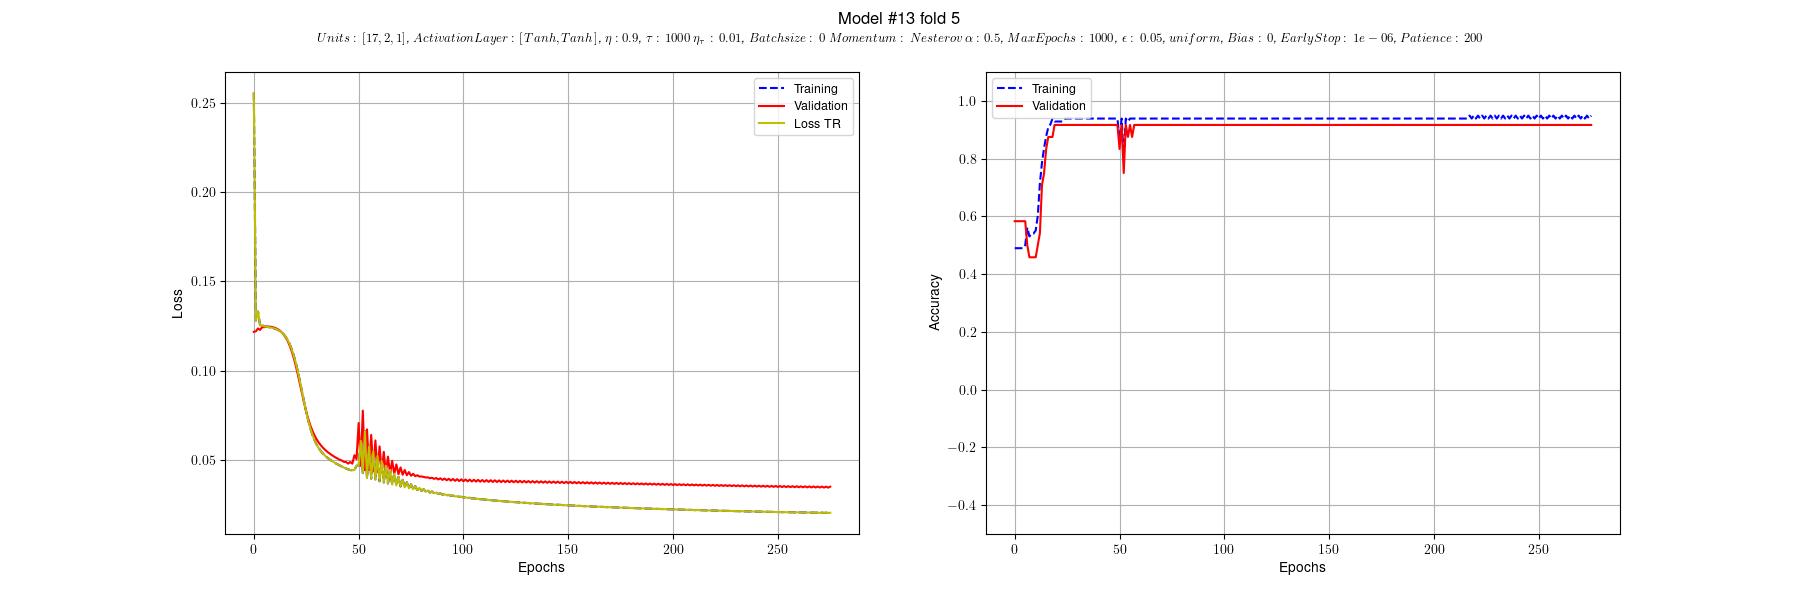 Model #13 fold 5
Units : [17, 2, 1], ActivationLayer : [Tanh, Tanh], η : 0.9, τ : 1000 ητ : 0.01, Batchsize : 0 Momentum : Nesterov α : 0.5, MaxEpochs : 1000, ϵ : 0.05, uniform, Bias : 0, EarlyStop : 1e − 06, Patience : 200
Training
Validation
Loss TR
0.25
0.20
0.15
0.10
0.05
Loss
0 50 100 150 200 250
Epochs
Training
Validation
1.0
0.8
0.6
0.4
0.2
0.0
−0.2
−0.4
Accuracy
0 50 100 150 200 250
Epochs